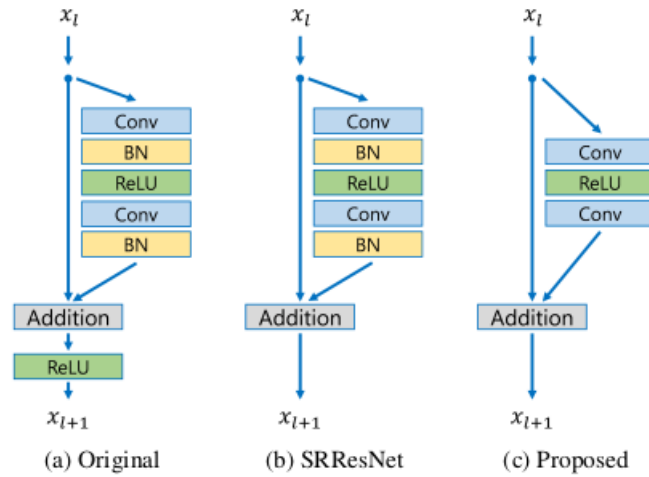 x_l
Conv
BN
ReLU
Conv
BN
Addition
ReLU
x_{l+1}
(a) Original
x_l
Conv
BN
ReLU
Conv
BN
Addition
x_{l+1}
(b) SRResNet
x_l
Conv
ReLU
Conv
Addition
x_{l+1}
(c) Proposed